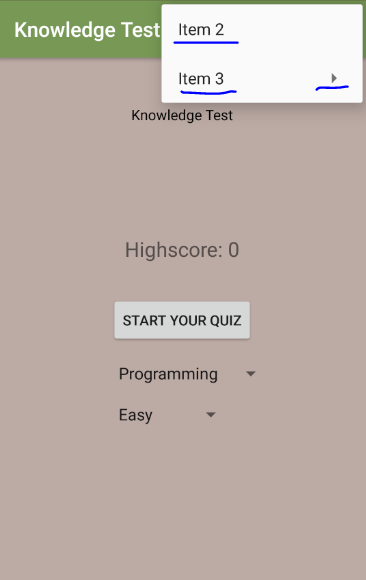 Knowledge Test
Item 2
Item 3
Knowledge Test
Highscore: 0
START YOUR QUIZ
Programming
Easy